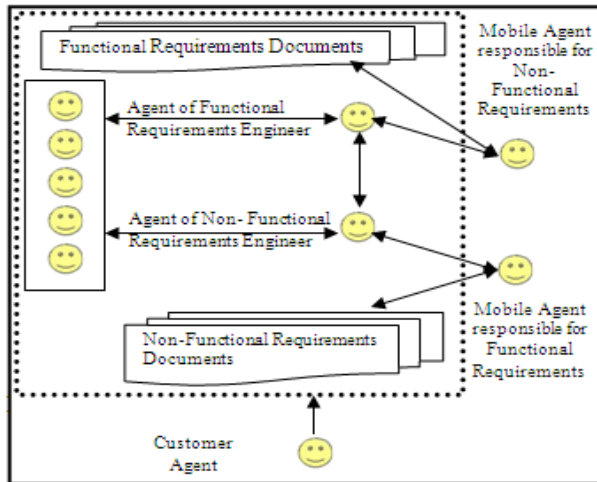 Functional Requirements Documents
Mobile Agent
responsible for
Non-
Functional
Requirements
Agent of Functional
Requirements Engineer
Agent of Non- Functional
Requirements Engineer
Non-Functional Requirements
Documents
Mobile Agent
responsible for
Functional
Requirements
Customer
Agent